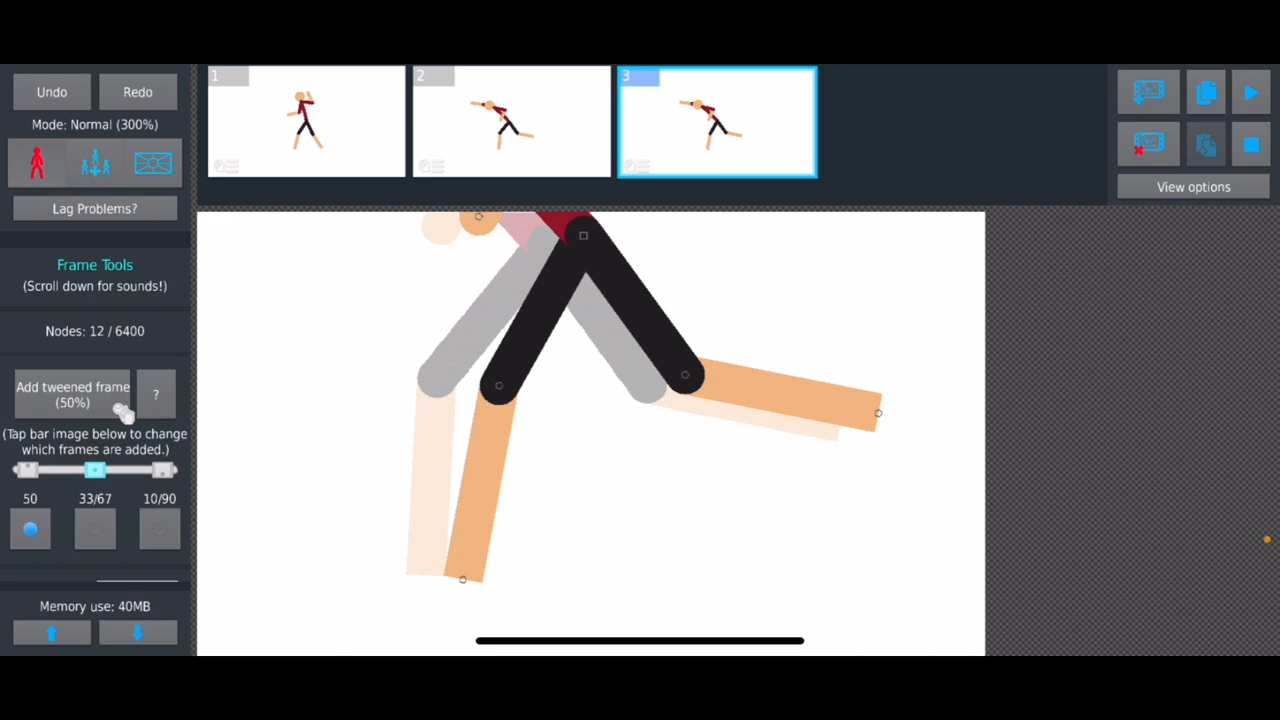 Undo
Redo
Mode: Normal (300%)
Lag Problems?
Frame Tools
(Scroll down for sounds!)
Nodes: 12 / 6400
Add tweened frame
(50%)
?
(Tap bar image below to change
which frames are added.)
50
33/67
10/90
Memory use: 40MB
1
2
3
View options